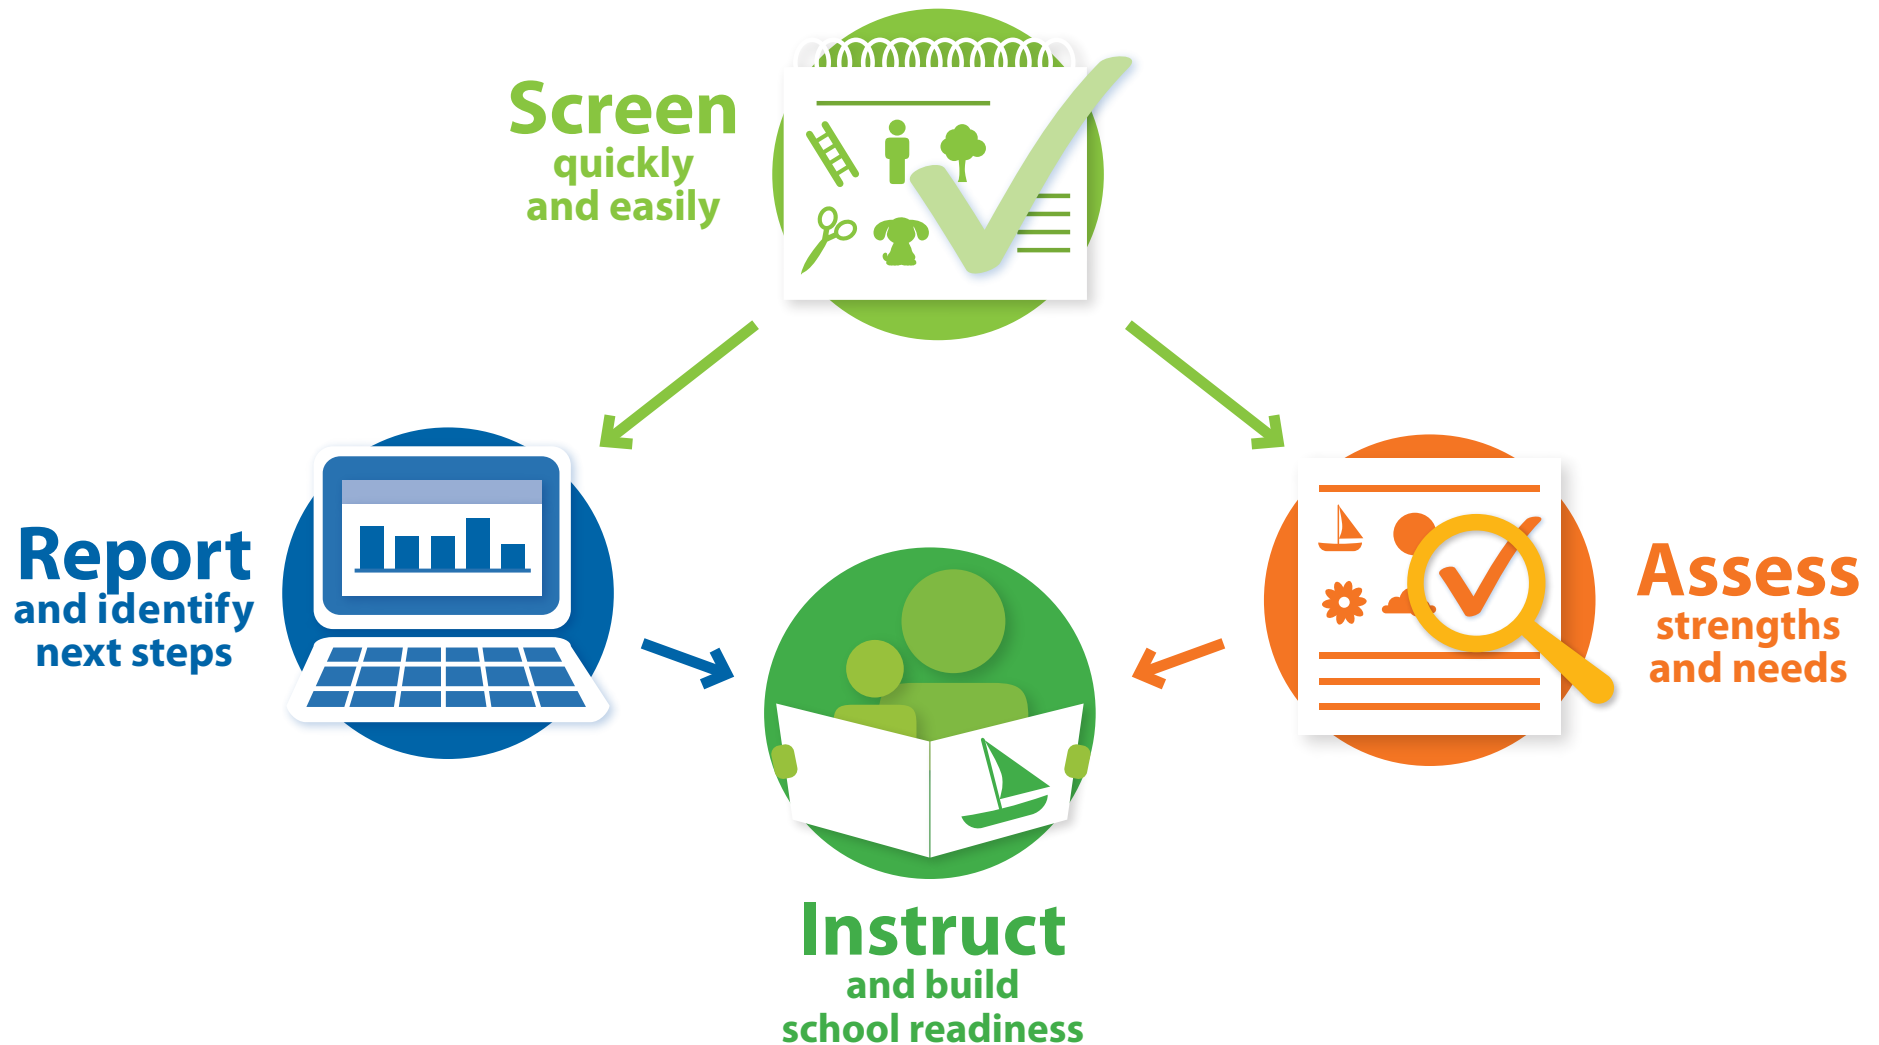 Screen
quickly
and easily
Report
and identify
next steps
Assess
strengths
and needs
Instruct
and build
school readiness